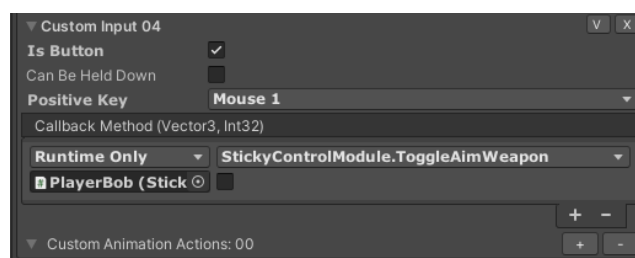 Custom Input 04 V X
Is Button
Can Be Held Down
Positive Key Mouse 1
Callback Method (Vector3, Int32)
Runtime Only StickyControlModule.ToggleAimWeapon
PlayerBob (Stick
+ -
Custom Animation Actions: 00 + -